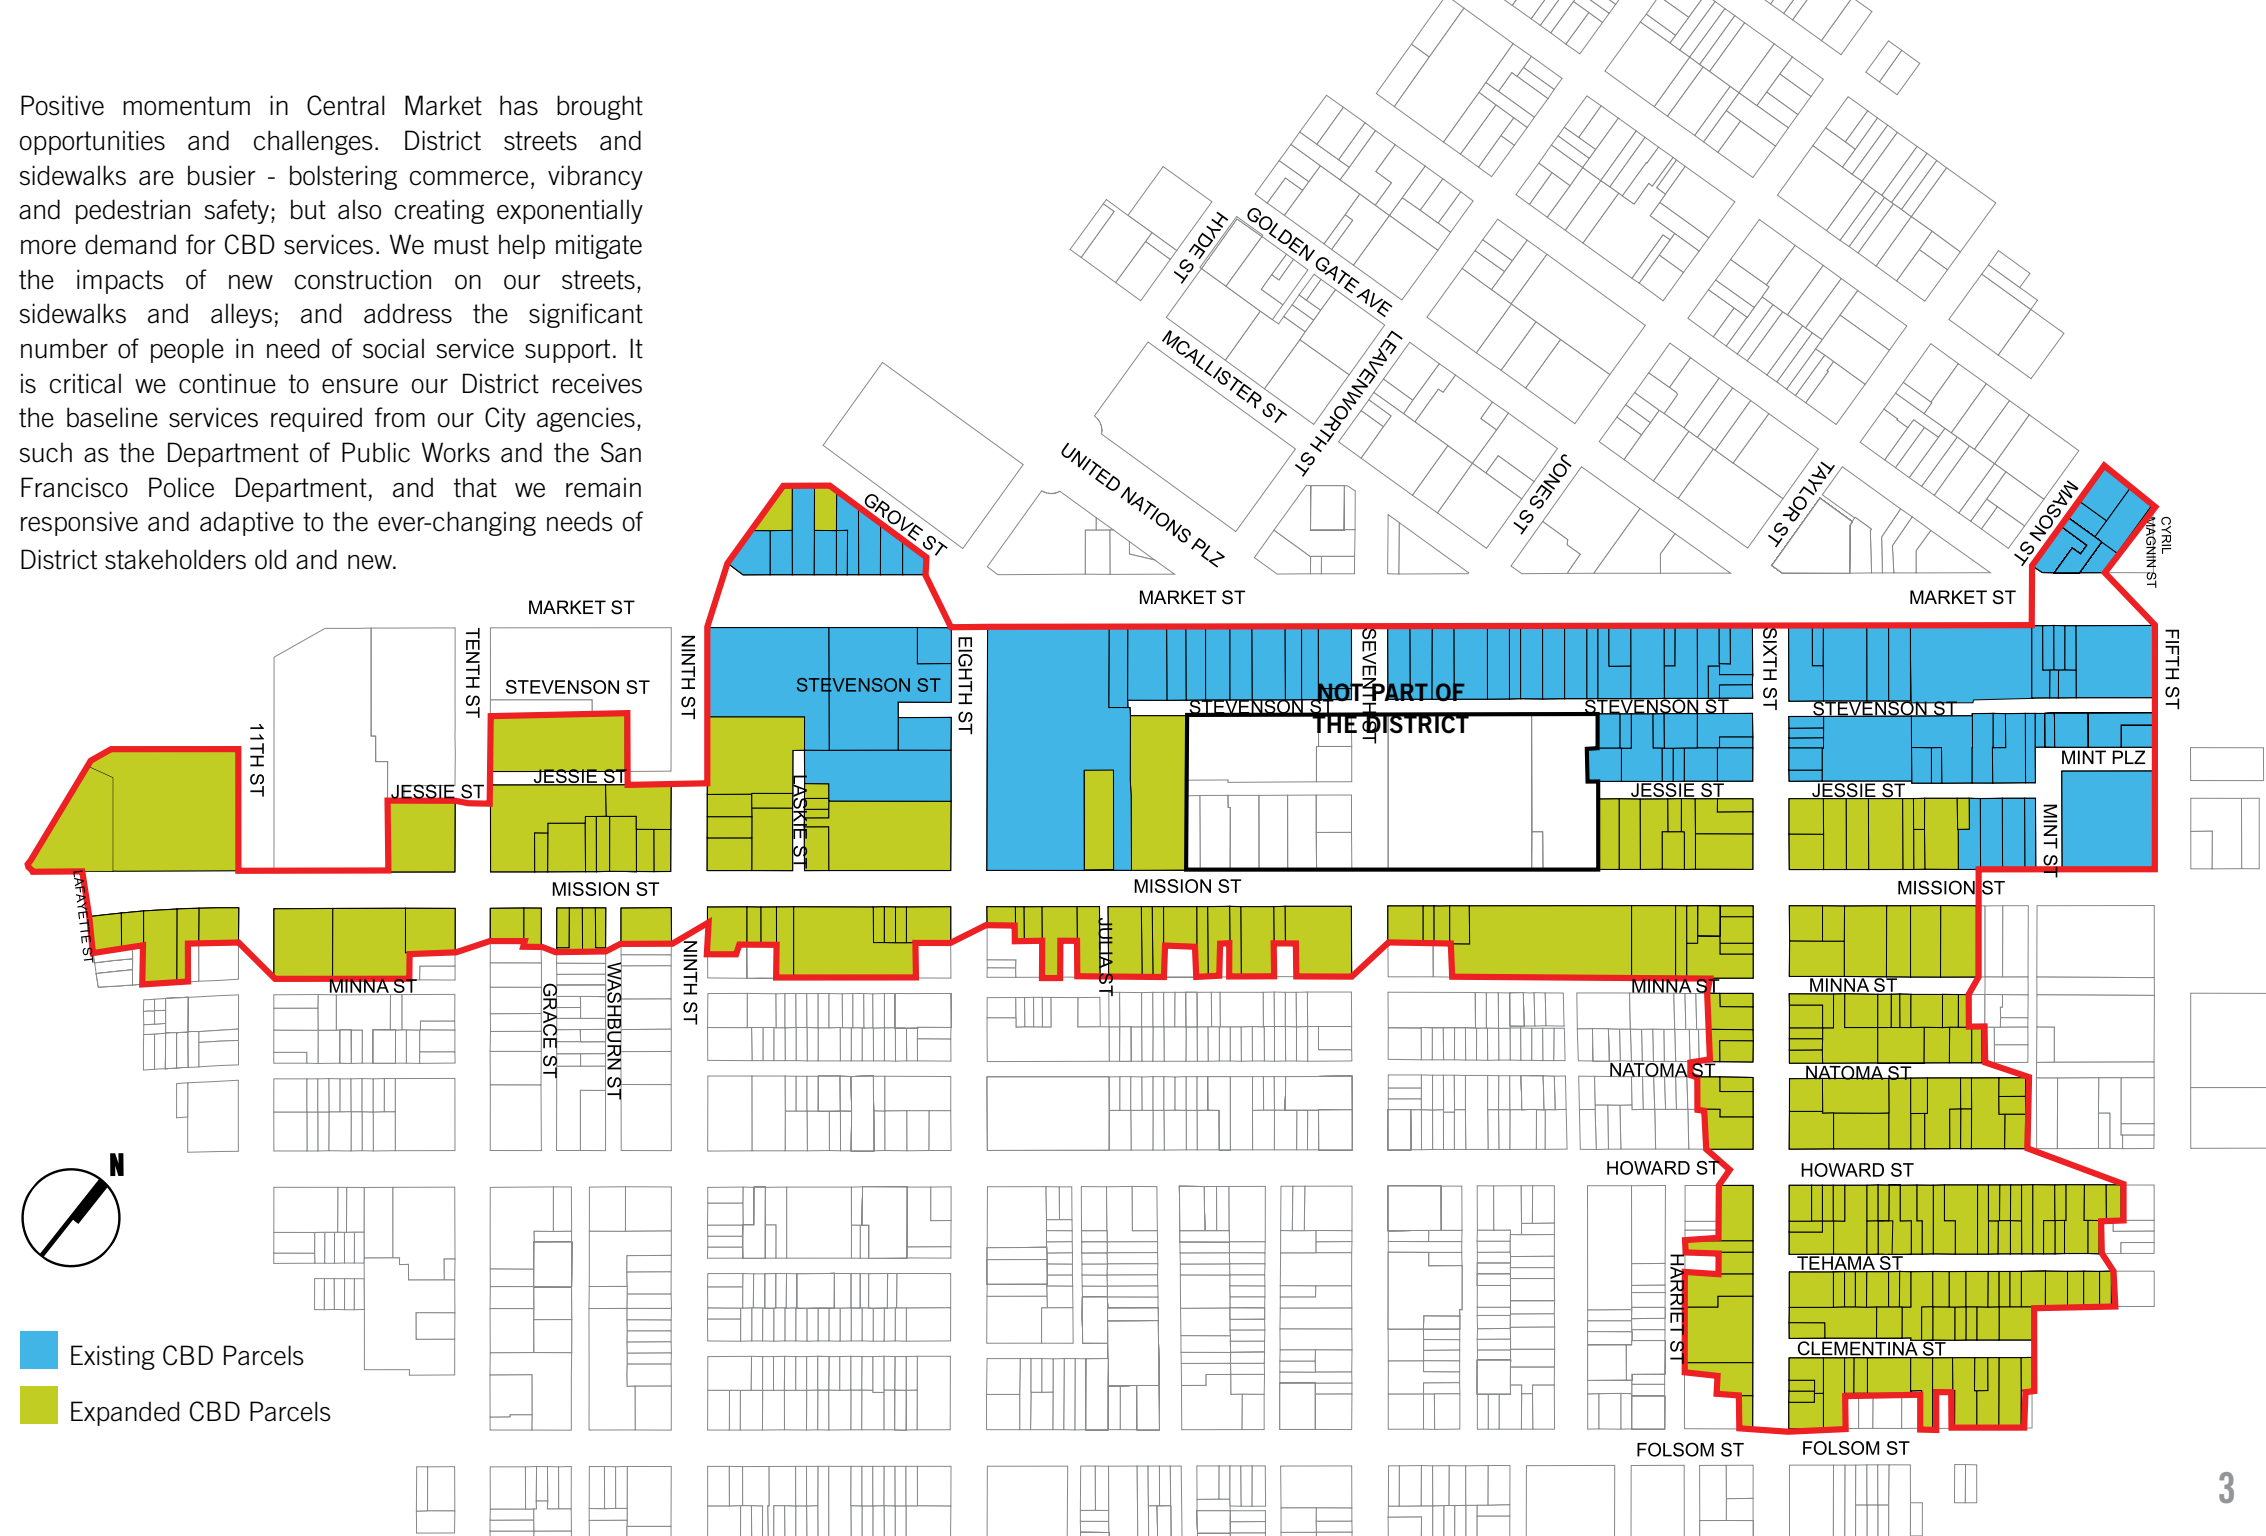 Positive momentum in Central Market has brought
opportunities and challenges. District streets and
sidewalks are busier - bolstering commerce, vibrancy
and pedestrian safety; but also creating exponentially
more demand for CBD services. We must help mitigate
the impacts of new construction on our streets,
sidewalks and alleys; and address the significant
number of people in need of social service support. It
is critical we continue to ensure our District receives
the baseline services required from our City agencies,
such as the Department of Public Works and the San
Francisco Police Department, and that we remain
responsive and adaptive to the ever-changing needs of
District stakeholders old and new.
HYDE ST
GOLDEN GATE AVE
MCALLISTER ST
LEAVENWORTH ST
UNITED NATIONS PLZ
JONES ST
TAYLOR ST
MASON ST
CYRIL
MAGNIN ST
GROVE ST
MARKET ST
MARKET ST
MARKET ST
TENTH ST
NINTH ST
EIGHTH ST
SEVENTH ST
SIXTH ST
FIFTH ST
STEVENSON ST
STEVENSON ST
STEVENSON ST
STEVENSON ST
STEVENSON ST
NOT PART OF
THE DISTRICT
11TH ST
JESSIE ST
JESSIE ST
LASKIE ST
JESSIE ST
JESSIE ST
MINT PLZ
MINT ST
LAFAYETTE ST
MISSION ST
MISSION ST
MISSION ST
JULIA ST
NINTH ST
MINNA ST
MINNA ST
MINNA ST
GRACE ST
WASHBURN ST
NATOMA ST
NATOMA ST
HOWARD ST
HOWARD ST
HARRIET ST
TEHAMA ST
CLEMENTINA ST
FOLSOM ST
FOLSOM ST
N
Existing CBD Parcels
Expanded CBD Parcels
3